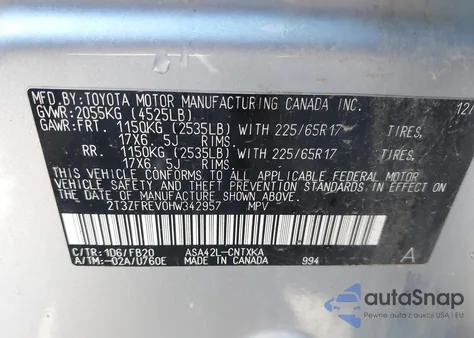 MFD.BY:TOYOTA MOTOR MANUFACTURING CANADA INC. 12/
GVWR:2055KG (4525LB)
GAWR:FRT. 1150KG (2535LB) WITH 225/65R17 TIRES,
17X6.5J RIMS.
RR. 1150KG (2535LB) WITH 225/65R17 TIRES,
17X6.5J RIMS.
THIS VEHICLE CONFORMS TO ALL APPLICABLE FEDERAL MOTOR
VEHICLE SAFETY AND THEFT PREVENTION STANDARDS IN EFFECT ON
THE DATE OF MANUFACTURE SHOWN ABOVE.
2T3ZFREV0HW342957 MPV
C/TR:1D6/FB20 ASA42L-CNTXKA
A/TM:-02A/U760E MADE IN CANADA 994 A
autaSnap
Pewne auta z aukcji USA i EU